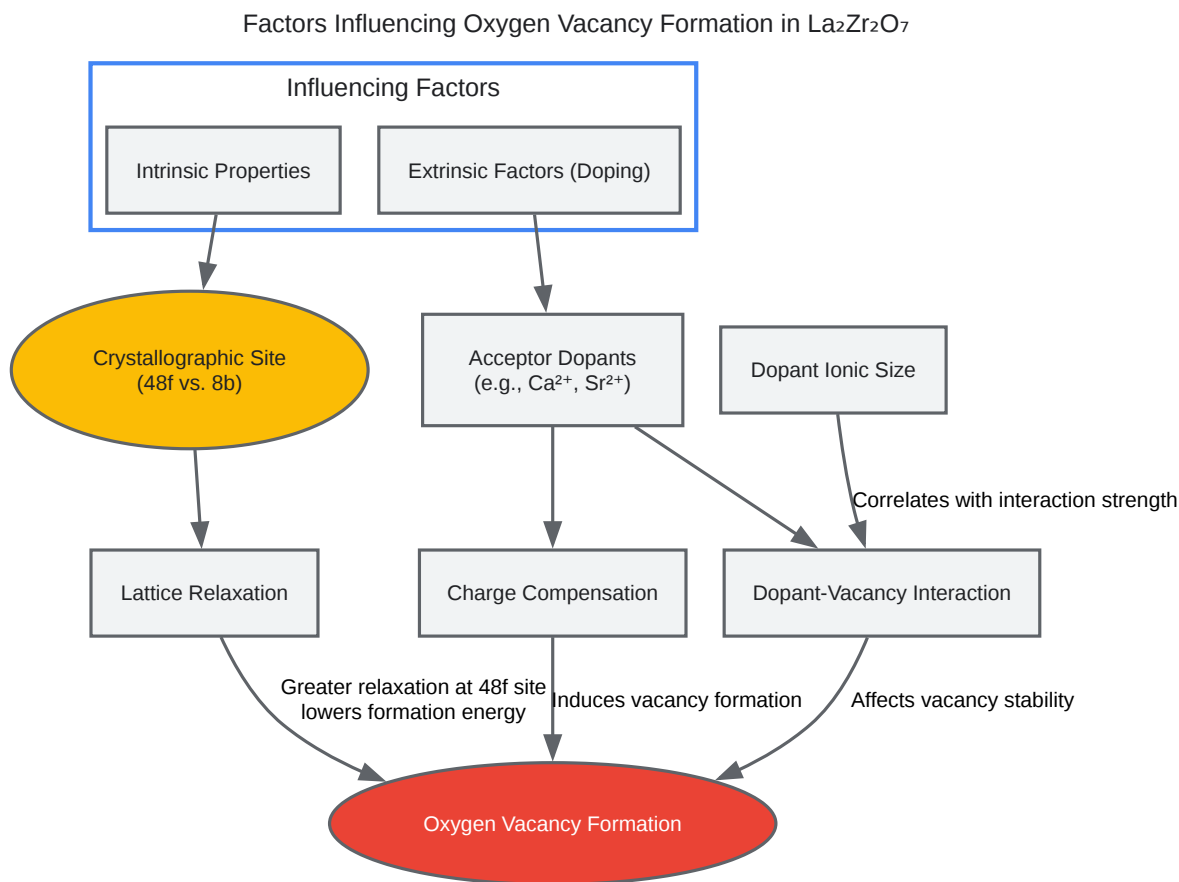 Factors Influencing Oxygen Vacancy Formation in La₂Zr₂O₇
Influencing Factors
Intrinsic Properties
Extrinsic Factors (Doping)
Crystallographic Site
(48f vs. 8b)
Acceptor Dopants
(e.g., Ca²⁺, Sr²⁺)
Dopant Ionic Size
Correlates with interaction strength
Lattice Relaxation
Charge Compensation
Dopant-Vacancy Interaction
Greater relaxation at 48f site
lowers formation energy
Induces vacancy formation
Affects vacancy stability
Oxygen Vacancy Formation